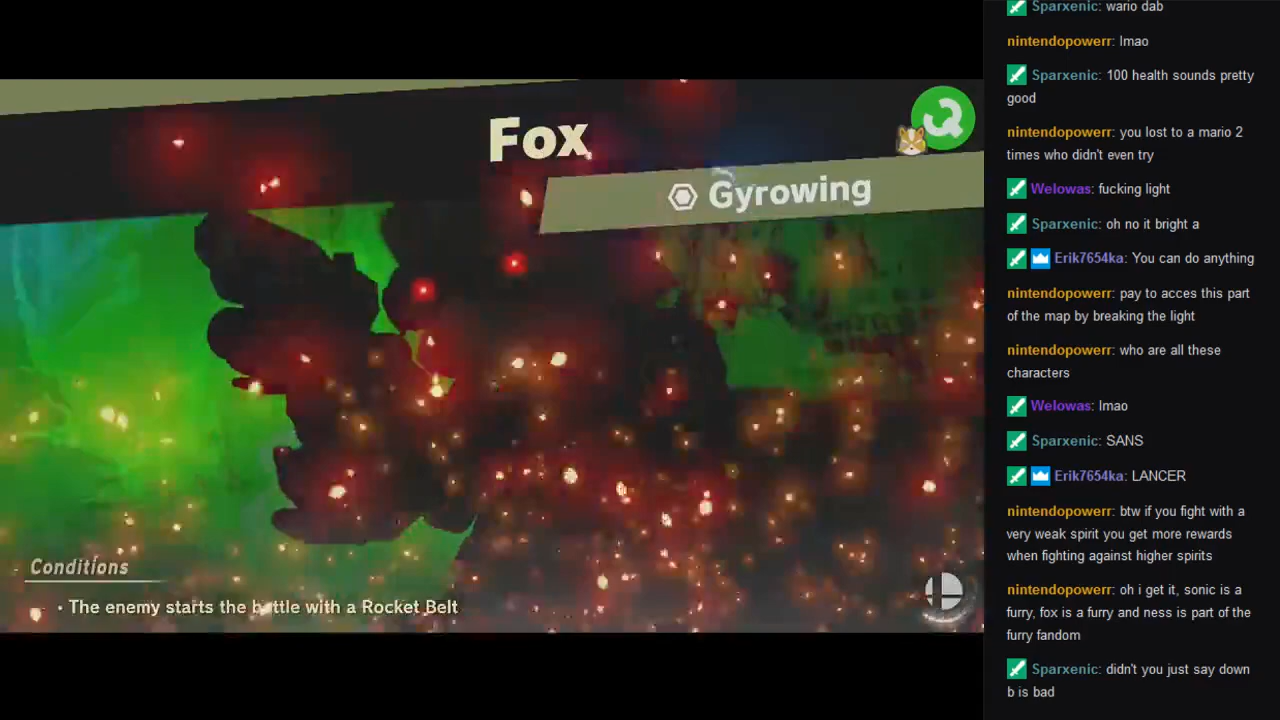 Fox
Gyrowing
Conditions
• The enemy starts the battle with a Rocket Belt
Sparxenic: wario dab
nintendopowerr: lmao
Sparxenic: 100 health sounds pretty
good
nintendopowerr: you lost to a mario 2
times who didn't even try
Welowas: fucking light
Sparxenic: oh no it bright a
Erik7654ka: You can do anything
nintendopowerr: pay to acces this part
of the map by breaking the light
nintendopowerr: who are all these
characters
Welowas: lmao
Sparxenic: SANS
Erik7654ka: LANCER
nintendopowerr: btw if you fight with a
very weak spirit you get more rewards
when fighting against higher spirits
nintendopowerr: oh i get it, sonic is a
furry, fox is a furry and ness is part of the
furry fandom
Sparxenic: didn't you just say down
b is bad